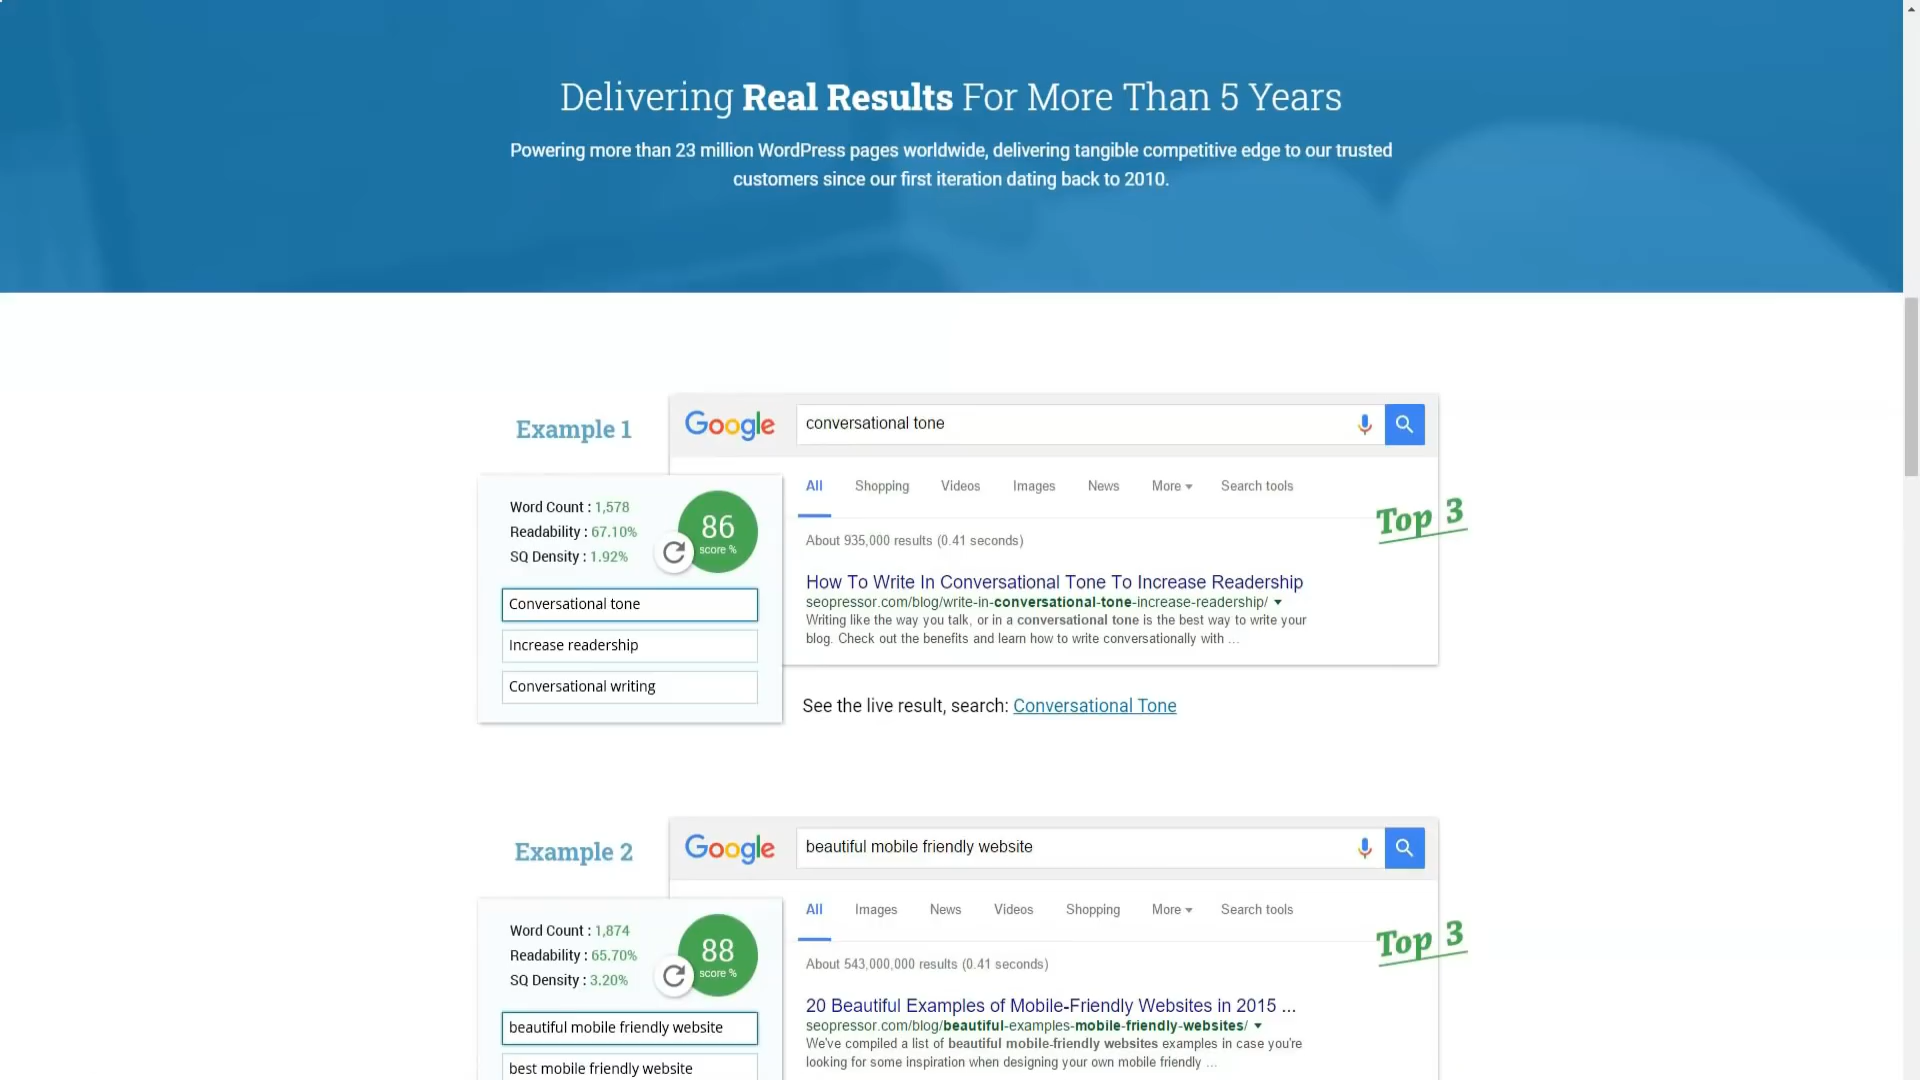 Delivering Real Results For More Than 5 Years
Powering more than 23 million WordPress pages worldwide, delivering tangible competitive edge to our trusted
customers since our first iteration dating back to 2010.
Example 1
Google
conversational tone
Word Count : 1,578
Readability : 67.10%
SQ Density : 1.92%
86
score %
Conversational tone
Increase readership
Conversational writing
All Shopping Videos Images News More Search tools
Top 3
About 935,000 results (0.41 seconds)
How To Write In Conversational Tone To Increase Readership
seopressor.com/blog/write-in-conversational-tone-increase-readership/
Writing like the way you talk, or in a conversational tone is the best way to write your
blog. Check out the benefits and learn how to write conversationally with ...
See the live result, search: Conversational Tone
Example 2
Google
beautiful mobile friendly website
Word Count : 1,874
Readability : 65.70%
SQ Density : 3.20%
88
score %
beautiful mobile friendly website
best mobile friendly website
All Images News Videos Shopping More Search tools
Top 3
About 543,000,000 results (0.41 seconds)
20 Beautiful Examples of Mobile-Friendly Websites in 2015 ...
seopressor.com/blog/beautiful-examples-mobile-friendly-websites/
We've compiled a list of beautiful mobile-friendly websites examples in case you're
looking for some inspiration when designing your own mobile friendly ...